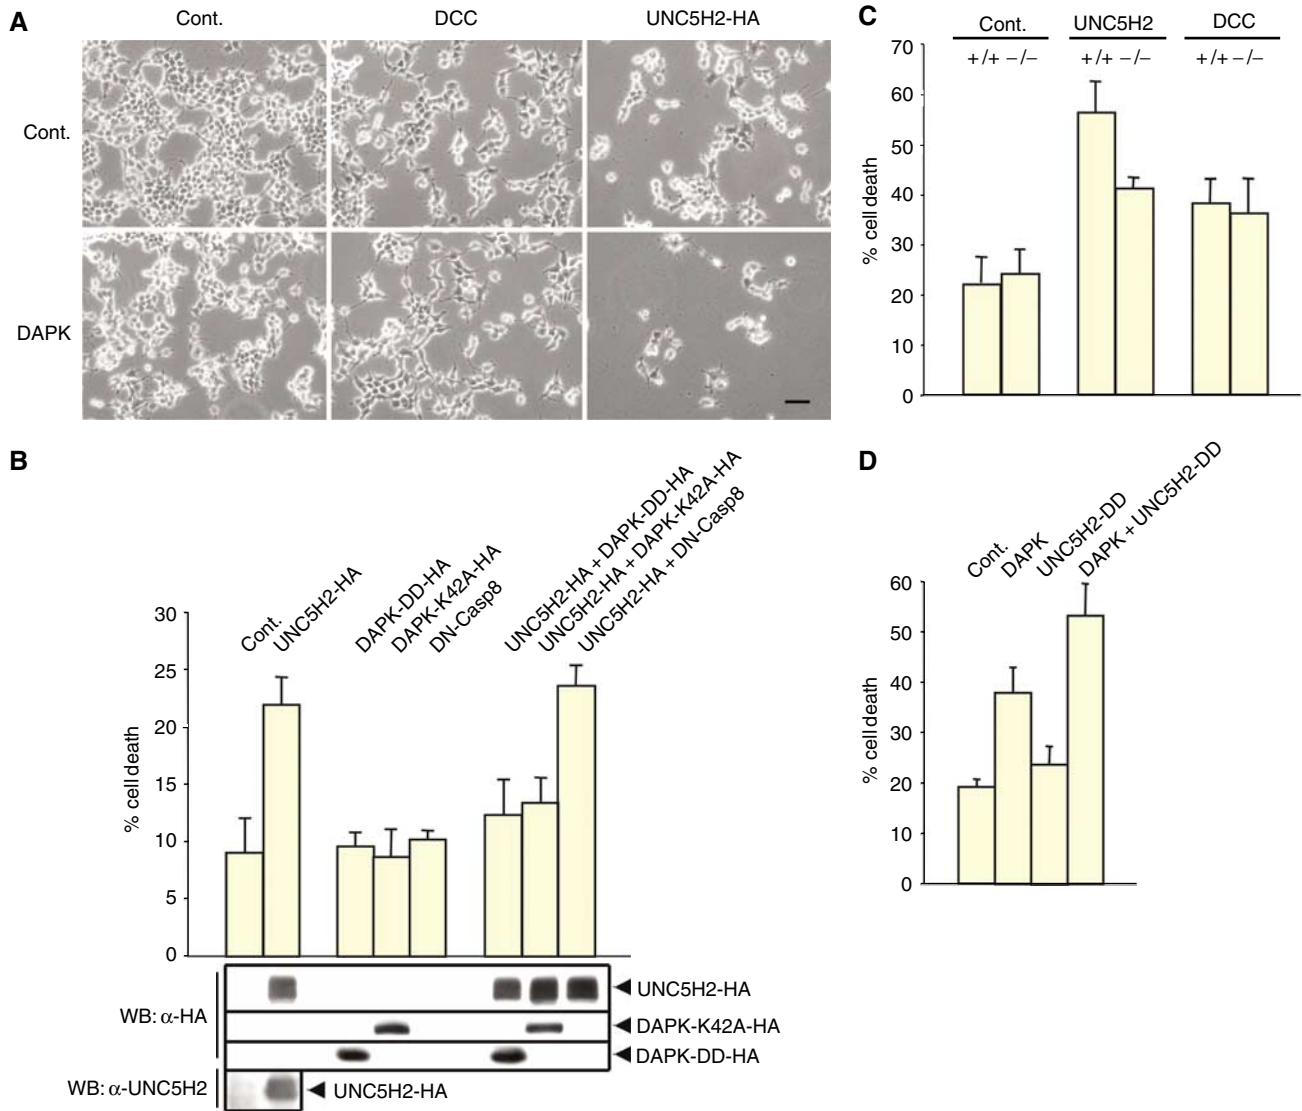 A
Cont.
DCC
UNC5H2-HA
Cont.
DAPK
B
Cont.
UNC5H2-HA
DAPK-DD-HA
DAPK-K42A-HA
DN-Casp8
UNC5H2-HA + DAPK-DD-HA
UNC5H2-HA + DAPK-K42A-HA
UNC5H2-HA + DN-Casp8
% cell death
30
25
20
15
10
5
0
WB: α-HA
UNC5H2-HA
DAPK-K42A-HA
DAPK-DD-HA
WB: α-UNC5H2
UNC5H2-HA
C
Cont. UNC5H2 DCC
+/+ −/− +/+ −/− +/+ −/−
% cell death
70
60
50
40
30
20
10
0
D
Cont.
DAPK
UNC5H2-DD
DAPK + UNC5H2-DD
% cell death
60
50
40
30
20
10
0